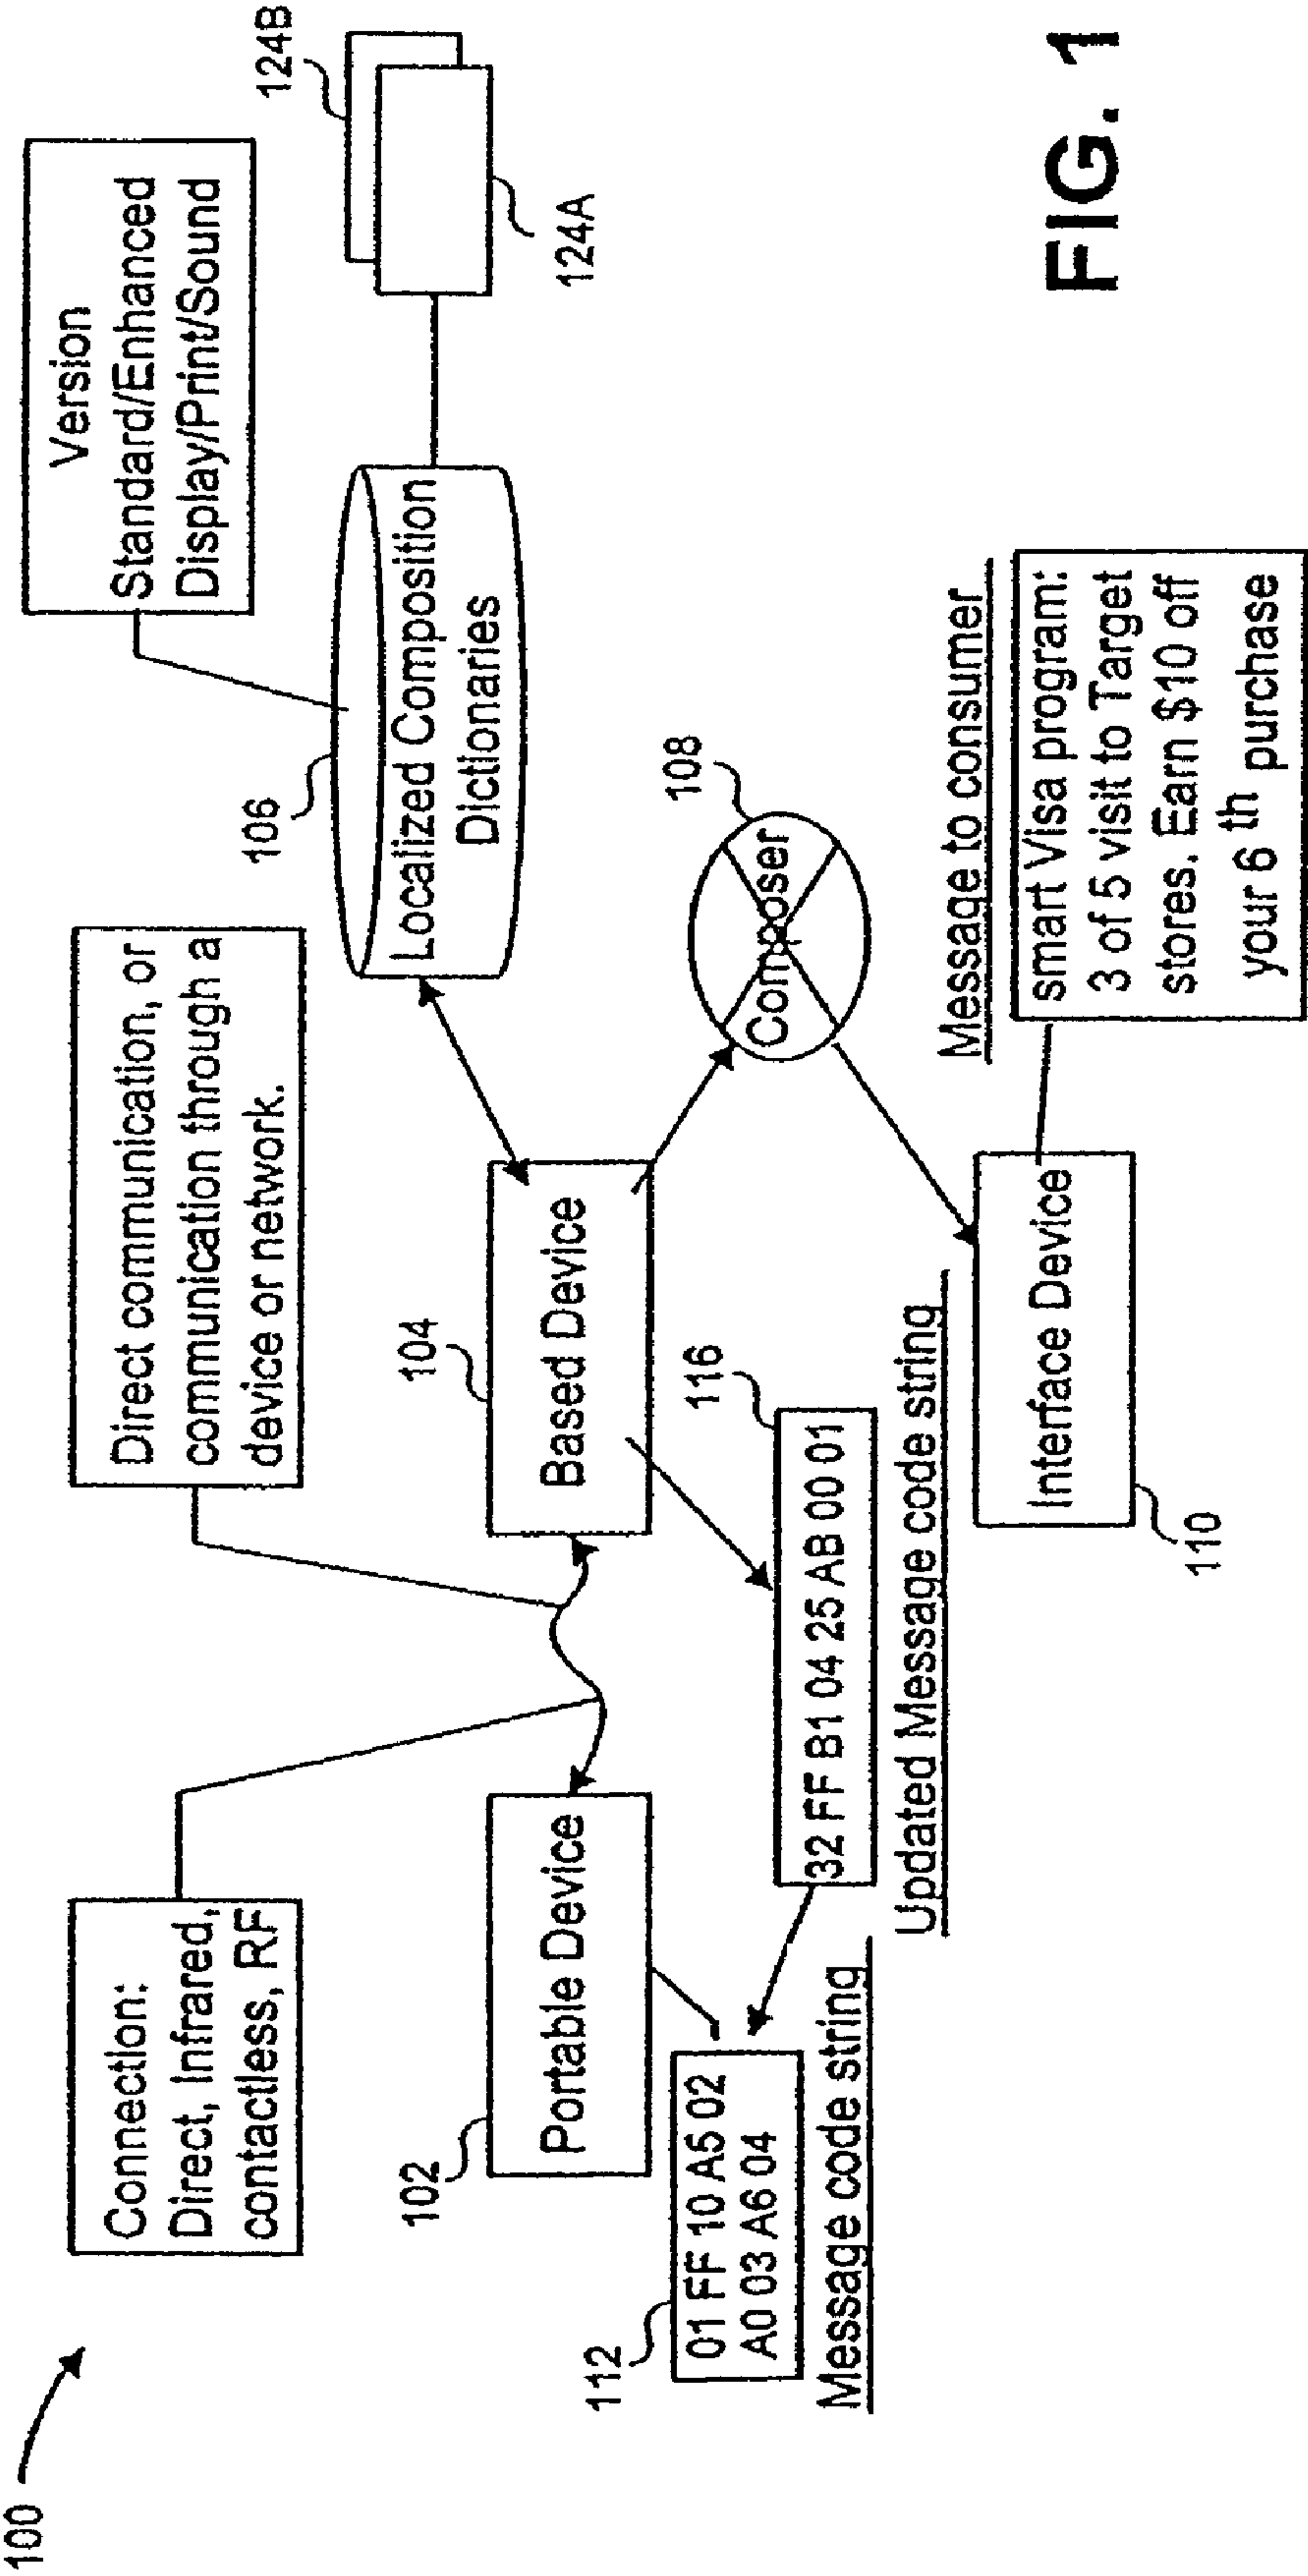 100
Connection:
Direct, Infrared,
contactless, RF
Direct communication, or
communication through a
device or network.
Version
Standard/Enhanced
Display/Print/Sound
102
Portable Device
104
Based Device
106
Localized Composition
Dictionaries
124B
124A
112
01 FF 10 A5 02
A0 03 A6 04
Message code string
116
32 FF B1 04 25 AB 00 01
Updated Message code string
108
Composer
110
Interface Device
Message to consumer
smart Visa program:
3 of 5 visit to Target
stores. Earn $10 off
your 6 th purchase
FIG. 1